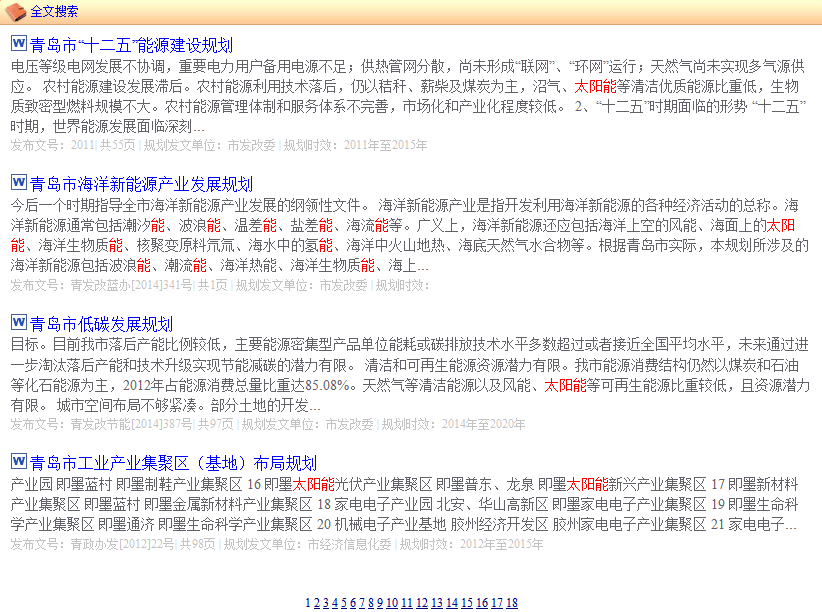 全文搜索
青岛市“十二五”能源建设规划
电压等级电网发展不协调，重要电力用户备用电源不足；供热管网分散，尚未形成“联网”、“环网”运行；天然气尚未实现多气源供
应。 农村能源建设发展滞后。农村能源利用技术落后，仍以秸秆、薪柴及煤炭为主，沼气、太阳能等清洁优质能源比重低，生物
质致密型燃料规模不大。农村能源管理体制和服务体系不完善，市场化和产业化程度较低。 2、“十二五”时期面临的形势 “十二五”
时期，世界能源发展面临深刻...
发布文号：2011| 共55页 | 规划发文单位：市发改委 | 规划时效：2011年至2015年
青岛市海洋新能源产业发展规划
今后一个时期指导全市海洋新能源产业发展的纲领性文件。 海洋新能源产业是指开发利用海洋新能源的各种经济活动的总称。海
洋新能源通常包括潮汐能、波浪能、温差能、盐差能、海流能等。广义上，海洋新能源还应包括海洋上空的风能、海面上的太阳
能、海洋生物质能、核聚变原料氘氚、海水中的氢能、海洋中火山地热、海底天然气水合物等。根据青岛市实际，本规划所涉及的
海洋新能源包括波浪能、潮流能、海洋热能、海洋生物质能、海上...
发布文号：青发改蓝办[2014]341号| 共1页 | 规划发文单位：市发改委 | 规划时效：
青岛市低碳发展规划
目标。目前我市落后产能比例较低，主要能源密集型产品单位能耗或碳排放技术水平多数超过或者接近全国平均水平，未来通过进
一步淘汰落后产能和技术升级实现节能减碳的潜力有限。 清洁和可再生能源资源潜力有限。我市能源消费结构仍然以煤炭和石油
等化石能源为主，2012年占能源消费总量比重达85.08%。天然气等清洁能源以及风能、太阳能等可再生能源比重较低，且资源潜力
有限。 城市空间布局不够紧凑。部分土地的开发...
发布文号：青发改节能[2014]387号| 共97页 | 规划发文单位：市发改委 | 规划时效：2014年至2020年
青岛市工业产业集聚区（基地）布局规划
产业园 即墨蓝村 即墨制鞋产业集聚区 16 即墨太阳能光伏产业集聚区 即墨普东、龙泉 即墨太阳能新兴产业集聚区 17 即墨新材料
产业集聚区 即墨蓝村 即墨金属新材料产业集聚区 18 家电电子产业园 北安、华山高新区 即墨家电电子产业集聚区 19 即墨生命科
学产业集聚区 即墨通济 即墨生命科学产业集聚区 20 机械电子产业基地 胶州经济开发区 胶州家电电子产业集聚区 21 家电电子...
发布文号：青政办发[2012]22号| 共98页 | 规划发文单位：市经济信息化委 | 规划时效：2012年至2015年
1 2 3 4 5 6 7 8 9 10 11 12 13 14 15 16 17 18